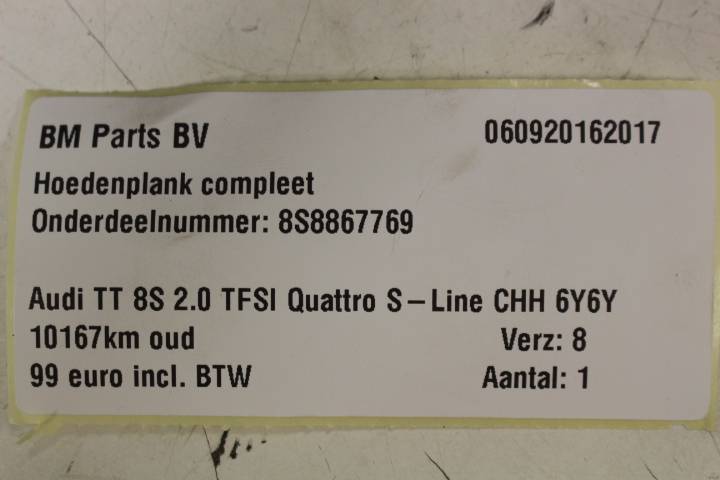 BM Parts BV 060920162017
Hoedenplank compleet
Onderdeelnummer: 8S8867769
Audi TT 8S 2.0 TFSI Quattro S-Line CHH 6Y6Y
10167km oud Verz: 8
99 euro incl. BTW Aantal: 1